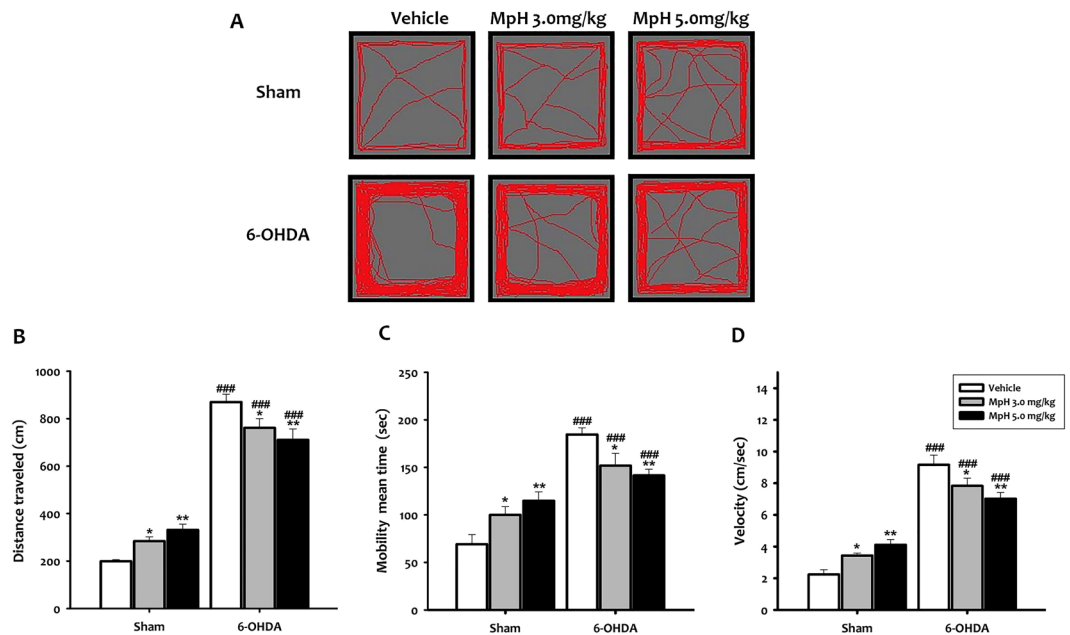 A
Vehicle MpH 3.0mg/kg MpH 5.0mg/kg
Sham
6-OHDA
B
Distance traveled (cm)
1000
800
600
400
200
0
* **
###
###
*
###
**
Sham 6-OHDA
C
Mobility mean time (sec)
250
200
150
100
50
0
* **
###
###
*
###
**
Sham 6-OHDA
D
Velocity (cm/sec)
14
12
10
8
6
4
2
0
* **
###
###
*
###
**
Sham 6-OHDA
Vehicle
MpH 3.0 mg/kg
MpH 5.0 mg/kg